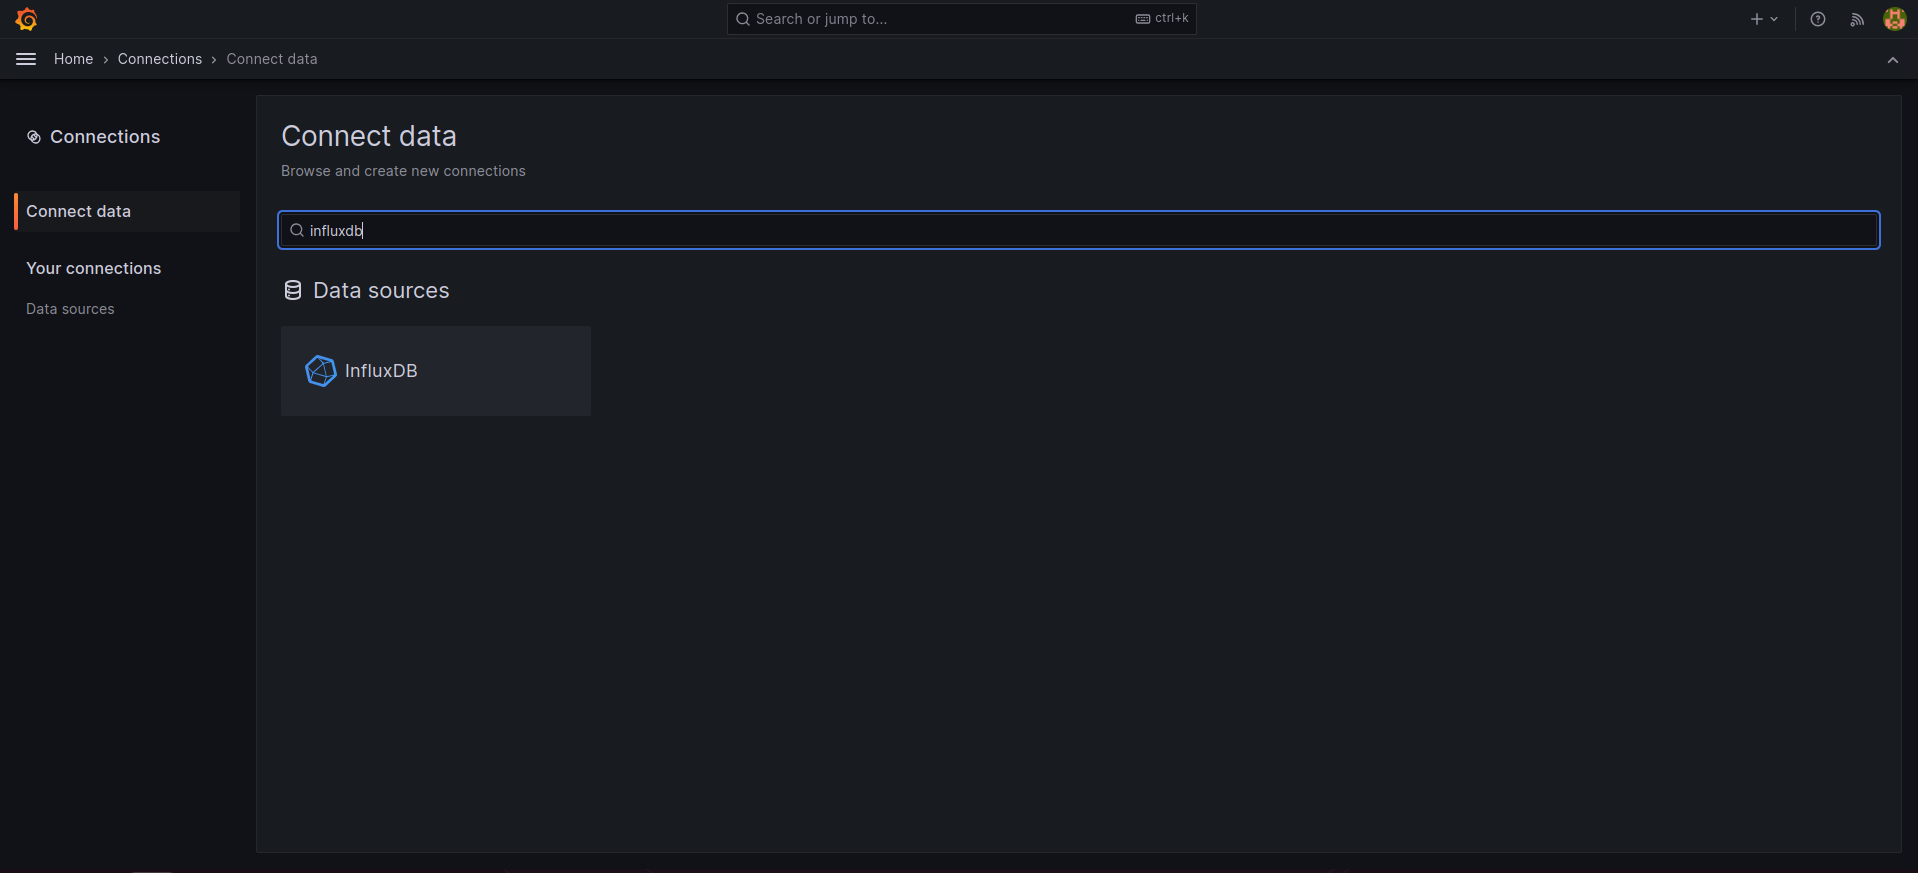 Search or jump to...
ctrl+k
Home › Connections › Connect data
Connections
Connect data
Your connections
Data sources
Connect data
Browse and create new connections
influxdb
Data sources
InfluxDB